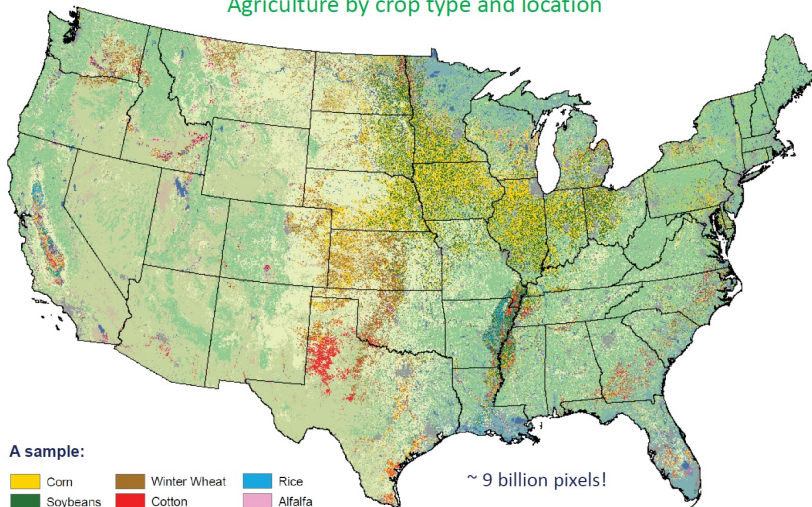 Agriculture by crop type and location
A sample:
Corn
Winter Wheat
Rice
Soybeans
Cotton
Alfalfa
~ 9 billion pixels!